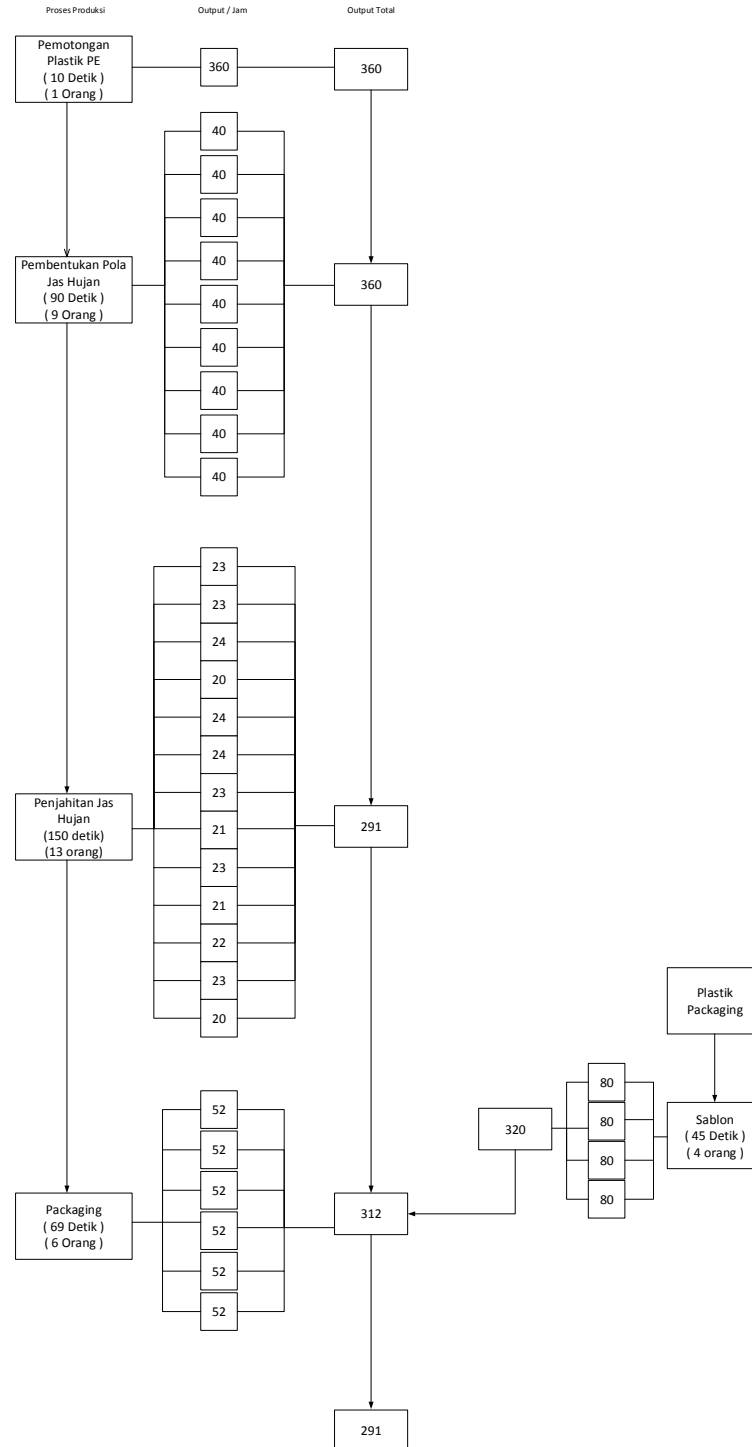 Proses Produksi
Output / Jam
Output Total
Pemotongan
Plastik PE
( 10 Detik )
( 1 Orang )
360
360
40
40
40
40
40
40
40
40
40
Pembentukan Pola
Jas Hujan
( 90 Detik )
( 9 Orang )
360
23
23
24
20
24
24
23
21
23
21
22
23
20
Penjahitan Jas
Hujan
(150 detik)
(13 orang)
291
Plastik
Packaging
80
80
80
80
Sablon
( 45 Detik )
( 4 orang )
320
52
52
52
52
52
52
Packaging
( 69 Detik )
( 6 Orang )
312
291